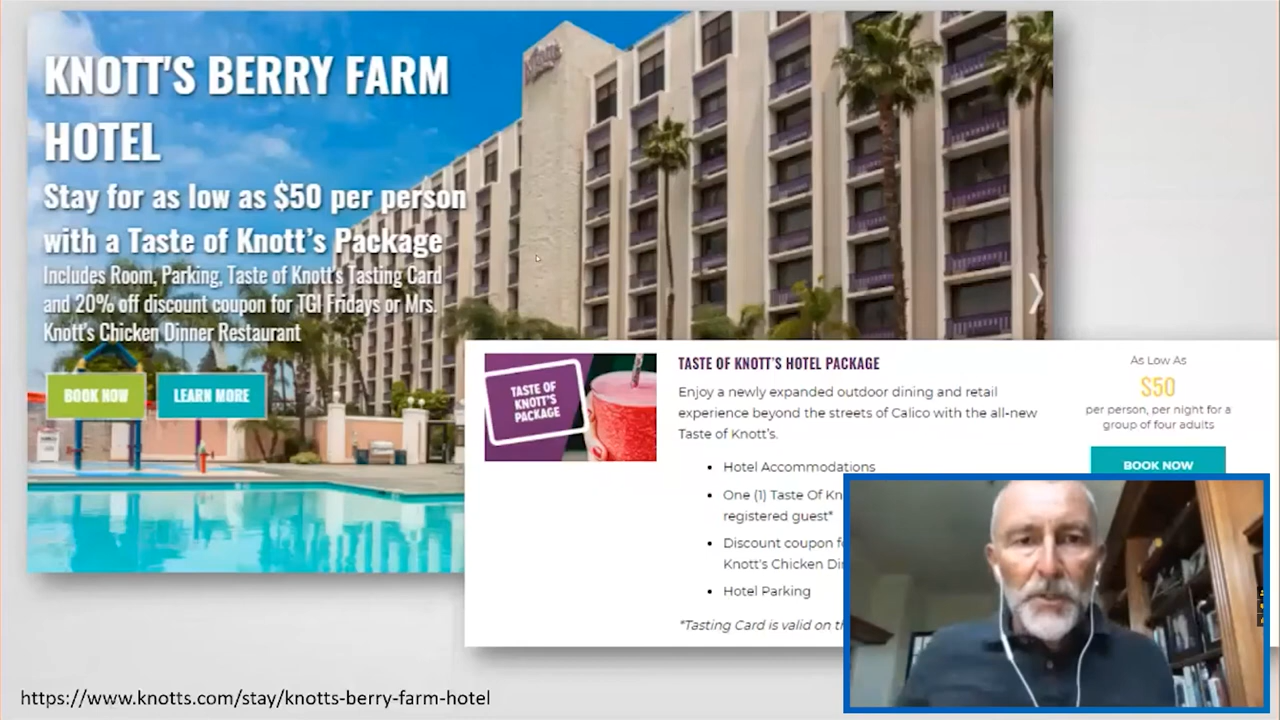 KNOTT'S BERRY FARM
HOTEL
Stay for as low as $50 per person
with a Taste of Knott's Package
Includes Room, Parking, Taste of Knott's Tasting Card
and 20% off discount coupon for TGI Fridays or Mrs.
Knott's Chicken Dinner Restaurant
BOOK NOW
LEARN MORE
TASTE OF
KNOTT'S
PACKAGE
TASTE OF KNOTT'S HOTEL PACKAGE
Enjoy a newly expanded outdoor dining and retail
experience beyond the streets of Calico with the all-new
Taste of Knott's.
• Hotel Accommodations
• One (1) Taste Of Kn
registered guest*
• Discount coupon f
Knott's Chicken Di
• Hotel Parking
*Tasting Card is valid on th
As Low As
$50
per person, per night for a
group of four adults
BOOK NOW
https://www.knotts.com/stay/knotts-berry-farm-hotel